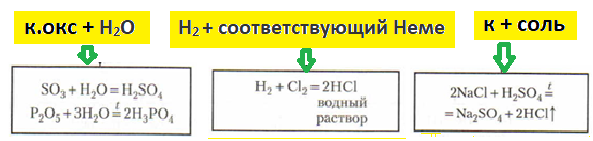 к.окс + H₂O
H₂ + соответствующий Неме
к + соль
SO₃ + H₂O = H₂SO₄
P₂O₅ + 3H₂O =ᵗ 2H₃PO₄
H₂ + Cl₂ = 2HCl
водный
раствор
2NaCl + H₂SO₄ =ᵗ
= Na₂SO₄ + 2HCl↑